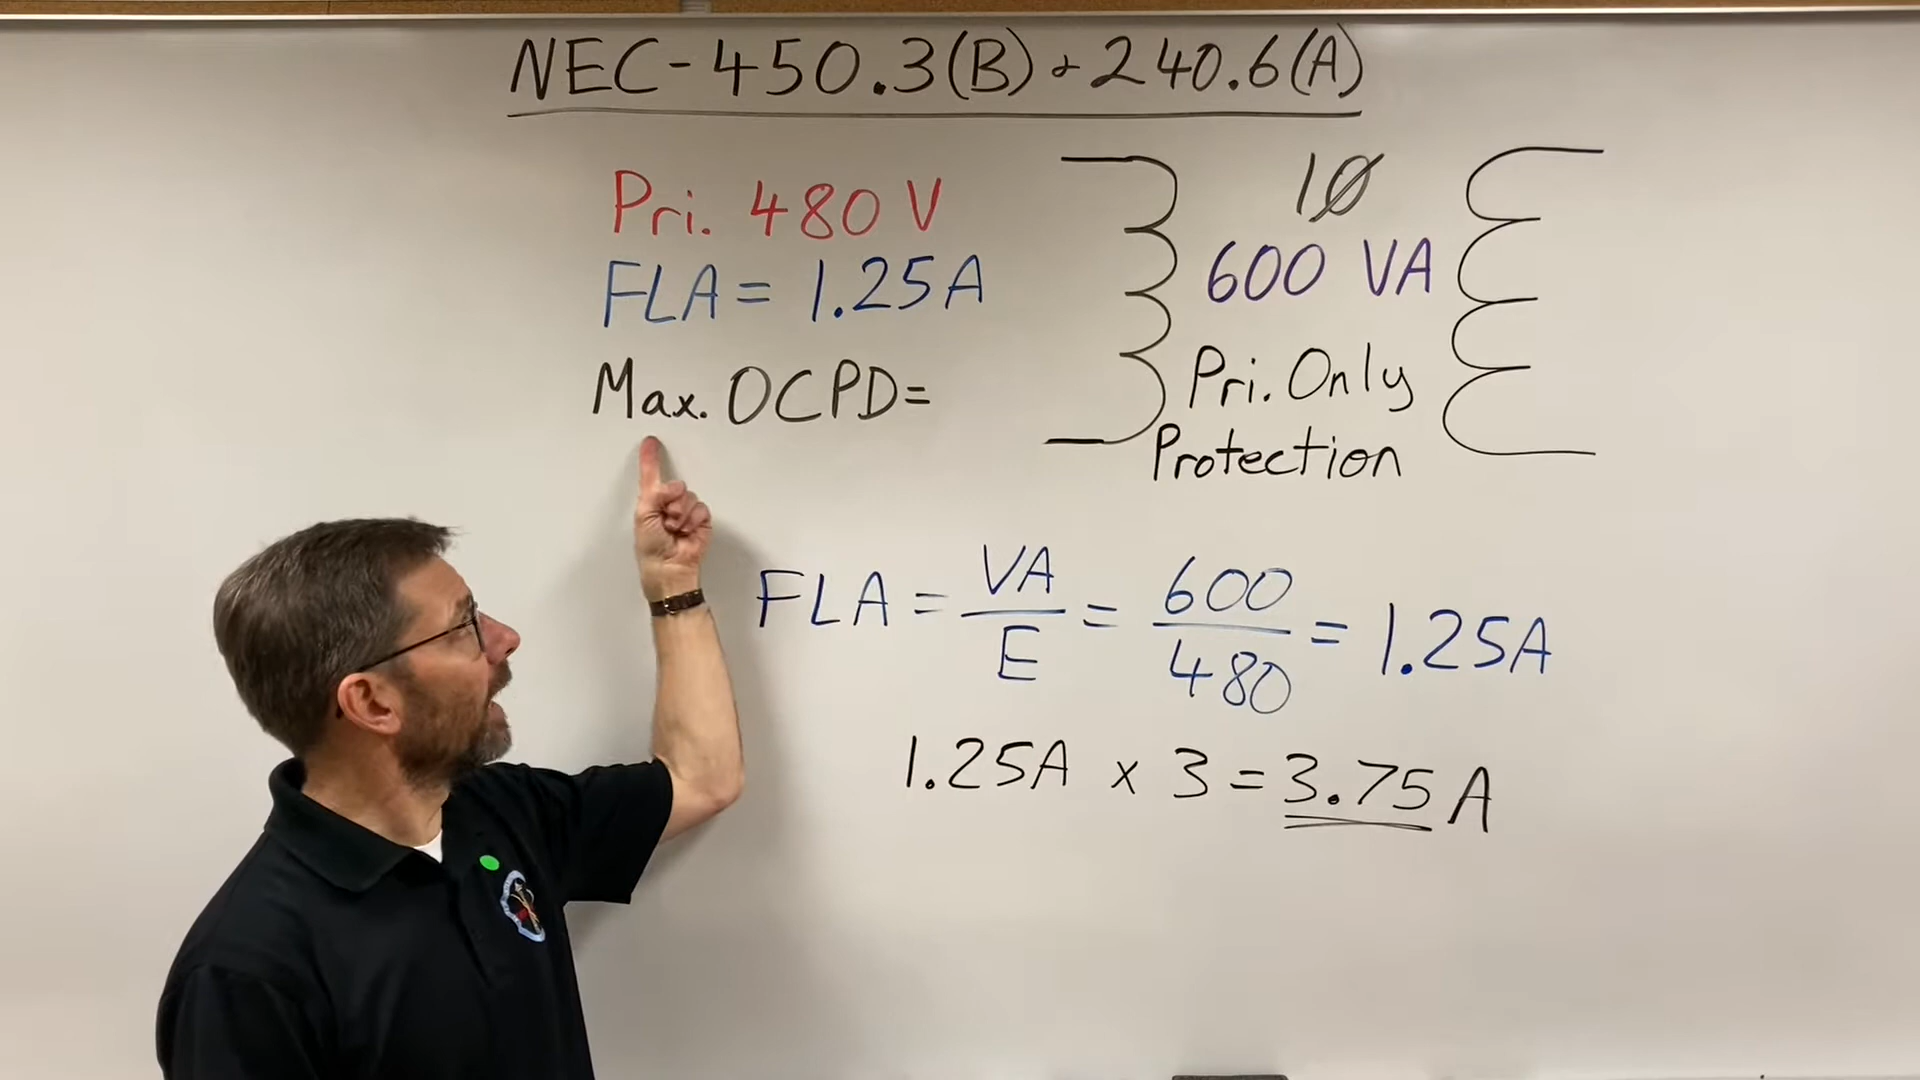 NEC-450.3(B)+240.6(A)
Pri. 480 V
FLA = 1.25A
Max. OCPD=
1Ø
600 VA
Pri. Only
Protection
FLA = VA/E = 600/480 = 1.25A
1.25A x 3 = 3.75 A